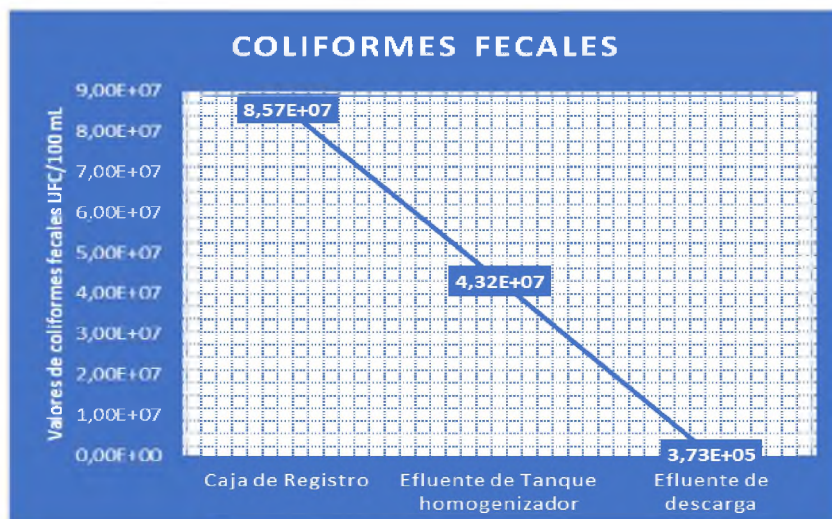 COLIFORMES FECALES
Valores de coliformes fecales UFC/100 mL
9,00E+07
8,00E+07
7,00E+07
6,00E+07
5,00E+07
4,00E+07
3,00E+07
2,00E+07
1,00E+07
0,00E+00
8,57E+07
4,32E+07
3,73E+05
Caja de Registro
Efluente de Tanque
homogenizador
Efluente de
descarga